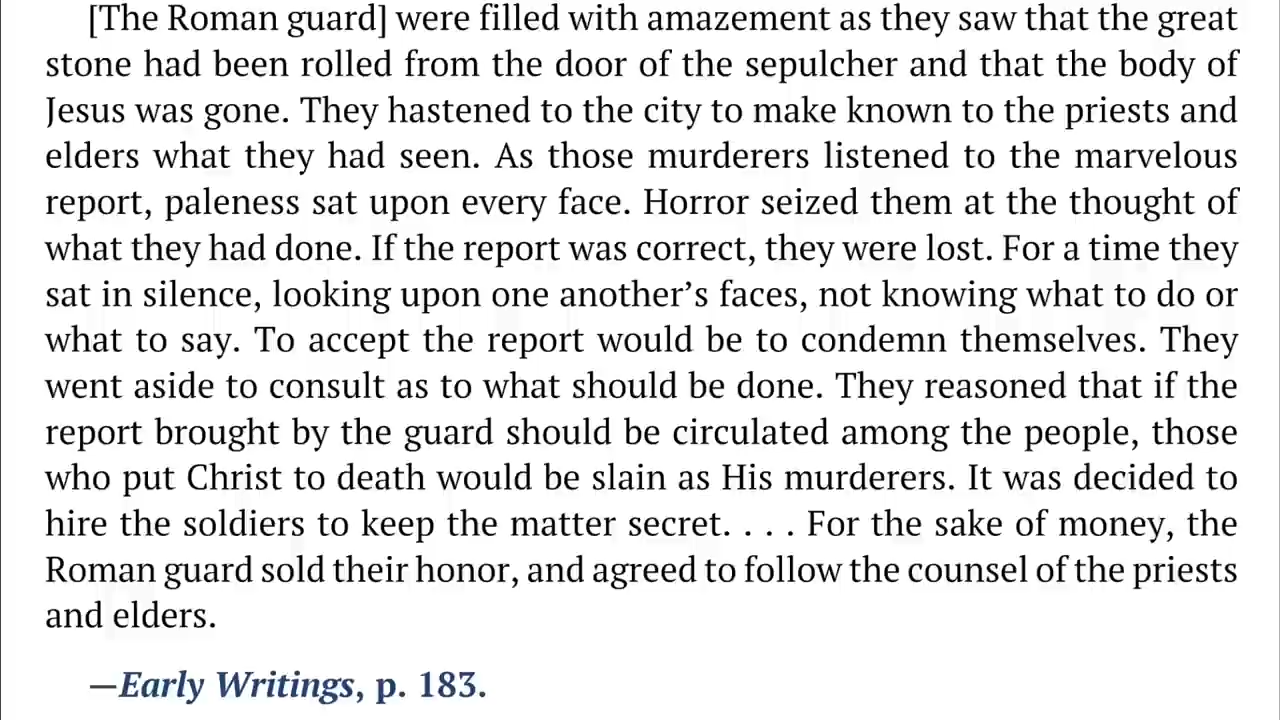 [The Roman guard] were filled with amazement as they saw that the great
stone had been rolled from the door of the sepulcher and that the body of
Jesus was gone. They hastened to the city to make known to the priests and
elders what they had seen. As those murderers listened to the marvelous
report, paleness sat upon every face. Horror seized them at the thought of
what they had done. If the report was correct, they were lost. For a time they
sat in silence, looking upon one another’s faces, not knowing what to do or
what to say. To accept the report would be to condemn themselves. They
went aside to consult as to what should be done. They reasoned that if the
report brought by the guard should be circulated among the people, those
who put Christ to death would be slain as His murderers. It was decided to
hire the soldiers to keep the matter secret. . . . For the sake of money, the
Roman guard sold their honor, and agreed to follow the counsel of the priests
and elders.
—Early Writings, p. 183.